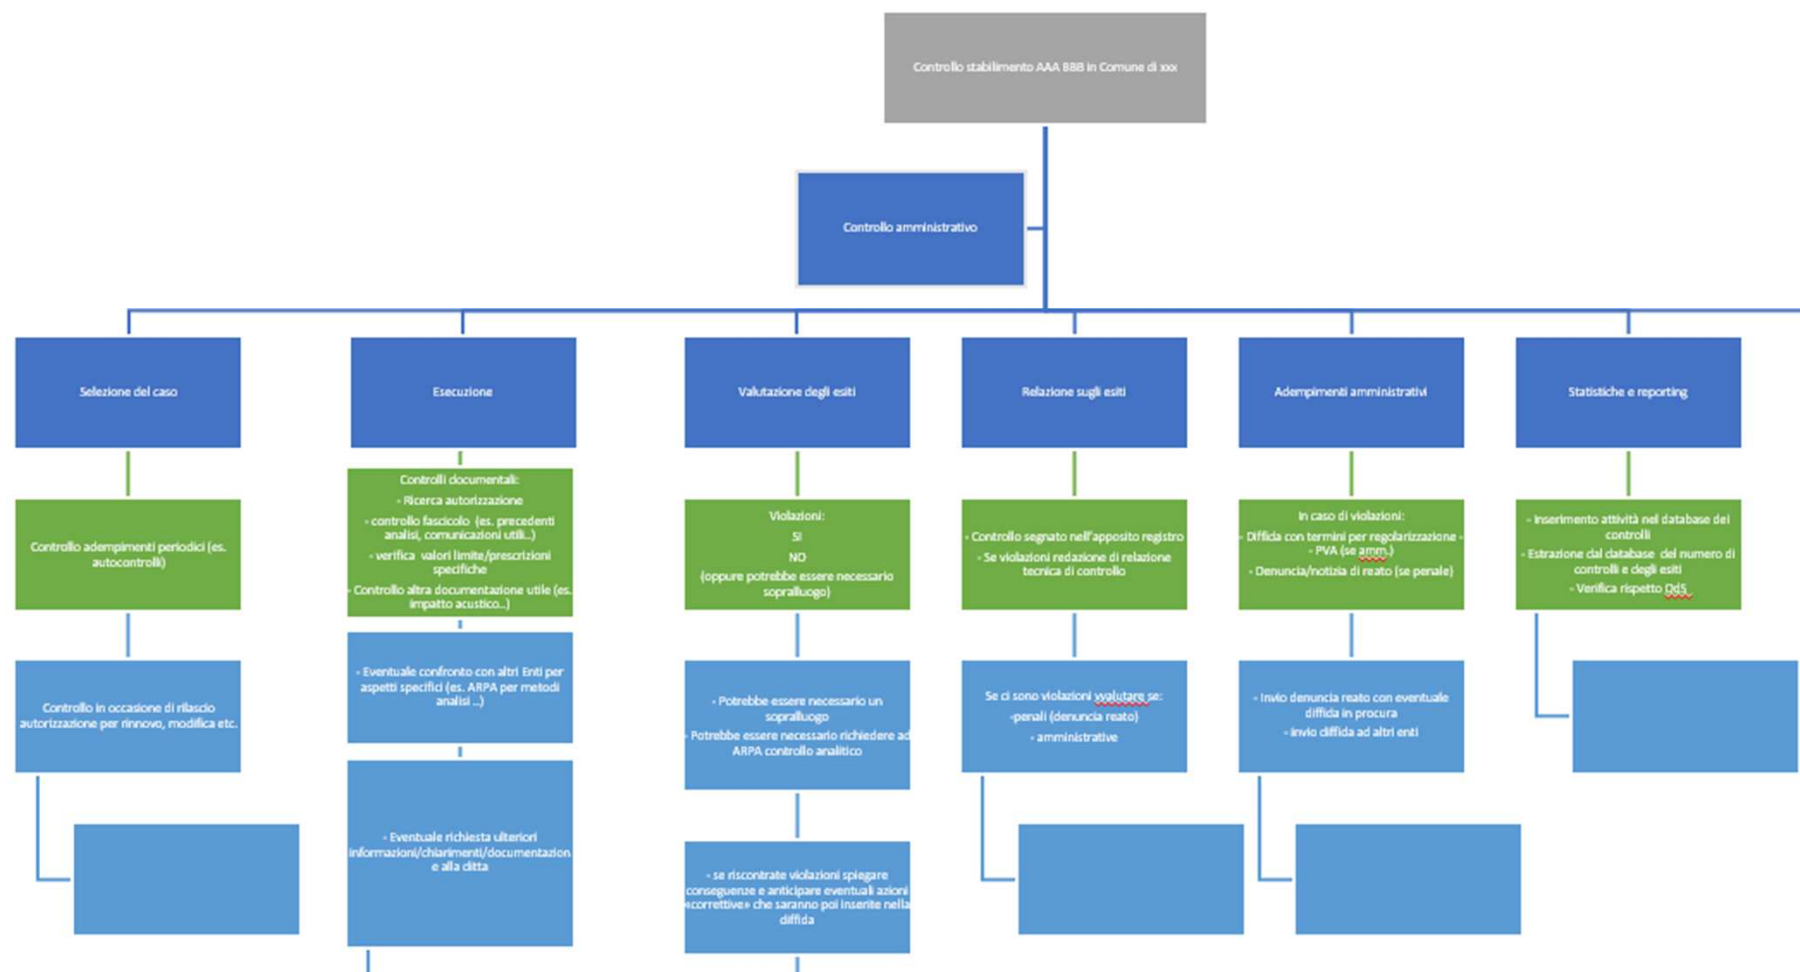 Controllo stabilimento AAA BBB in Comune di xxx
Controllo amministrativo
Selezione del caso
Esecuzione
Valutazione degli esiti
Relazione sugli esiti
Adempimenti amministrativi
Statistiche e reporting
Controllo adempimenti periodici (es.
autocontrolli)
Controllo in occasione di rilascio
autorizzazione per rinnovo, modifica etc.
Controlli documentali:
- Ricerca autorizzazione
- controllo fascicolo (es. precedenti
analisi, comunicazioni utili...)
- verifica valori limite/prescrizioni
specifiche
- Controllo altra documentazione utile (es.
impatto acustico...)
- Eventuale confronto con altri Enti per
aspetti specifici (es. ARPA per metodi
analisi ...)
- Eventuale richiesta ulteriori
informazioni/chiarimenti/documentazion
e alla ditta
Violazioni:
SI
NO
(oppure potrebbe essere necessario
sopralluogo)
- Potrebbe essere necessario un
sopralluogo
- Potrebbe essere necessario richiedere ad
ARPA controllo analitico
- se riscontrate violazioni spiegare
conseguenze e anticipare eventuali azioni
«correttive» che saranno poi inserite nella
diffida
- Controllo segnato nell'apposito registro
- Se violazioni redazione di relazione
tecnica di controllo
Se ci sono violazioni vvalutare se:
-penali (denuncia reato)
- amministrative
In caso di violazioni:
- Diffida con termini per regolarizzazione -
- PVA (se amm.)
- Denuncia/notizia di reato (se penale)
- Invio denuncia reato con eventuale
diffida in procura
- invio diffida ad altri enti
- Inserimento attività nel database dei
controlli
- Estrazione dal database del numero di
controlli e degli esiti
- Verifica rispetto OdS